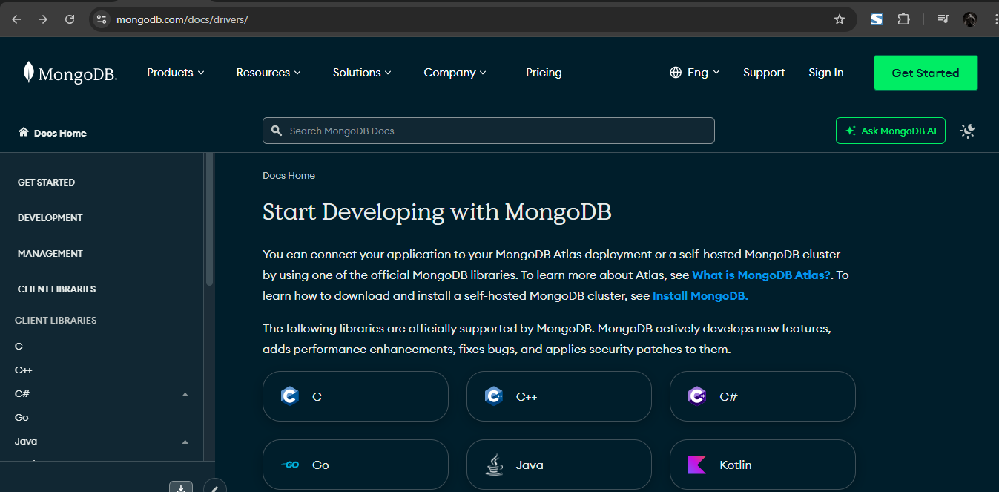 mongodb.com/docs/drivers/
MongoDB. Products Resources Solutions Company Pricing Eng Support Sign In Get Started
Docs Home Search MongoDB Docs Ask MongoDB AI
GET STARTED
DEVELOPMENT
MANAGEMENT
CLIENT LIBRARIES
CLIENT LIBRARIES
C
C++
C#
Go
Java
Docs Home
Start Developing with MongoDB
You can connect your application to your MongoDB Atlas deployment or a self-hosted MongoDB cluster
by using one of the official MongoDB libraries. To learn more about Atlas, see What is MongoDB Atlas?. To
learn how to download and install a self-hosted MongoDB cluster, see Install MongoDB.
The following libraries are officially supported by MongoDB. MongoDB actively develops new features,
adds performance enhancements, fixes bugs, and applies security patches to them.
C C++ C#
Go Java Kotlin